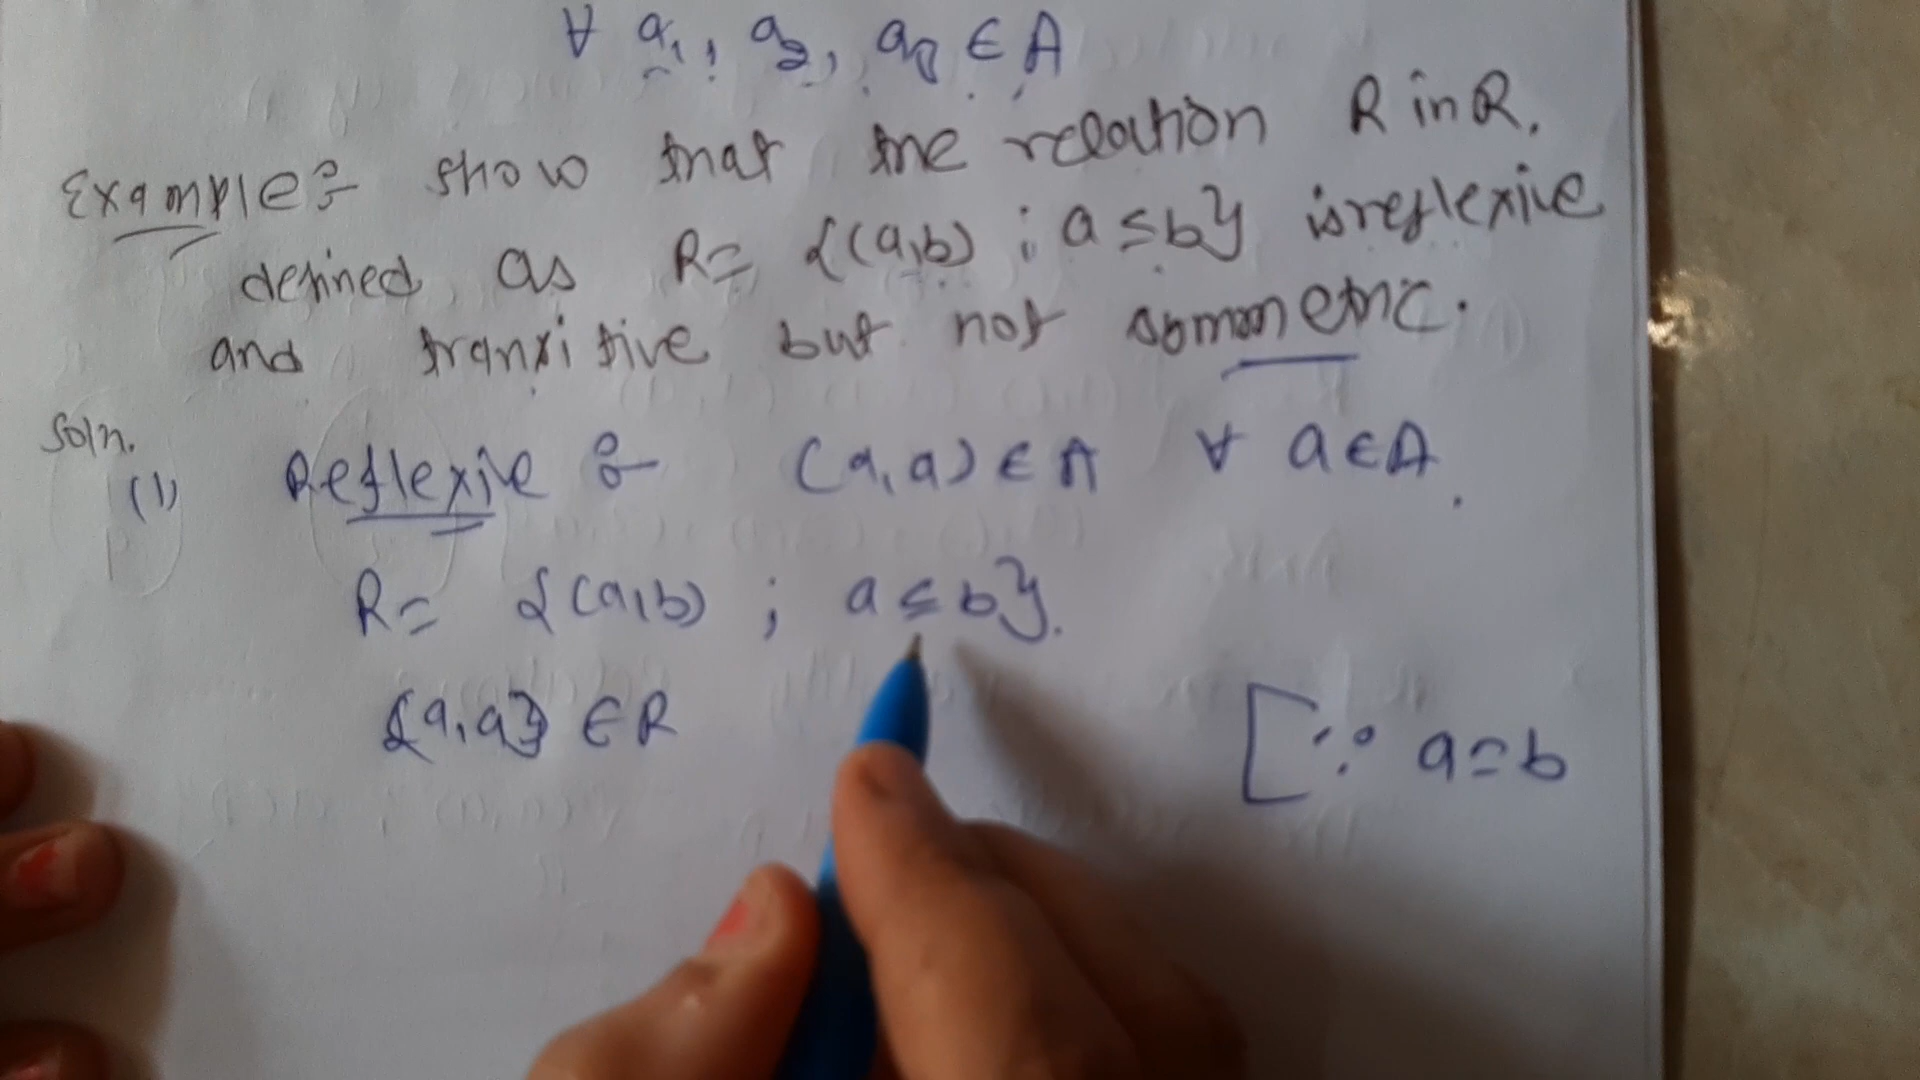 ∀ a₁, a₂, a₃ ∈ A
Example:- show that the relation R in R,
defined as R = {(a,b) ; a ≤ b} is reflexive
and tranxitive but not symmetric.
Soln.
(1) Reflexive :- (a,a) ∈ A ∀ a ∈ A.
R = {(a,b) ; a ≤ b}.
{a,a} ∈ R [∵ a = b